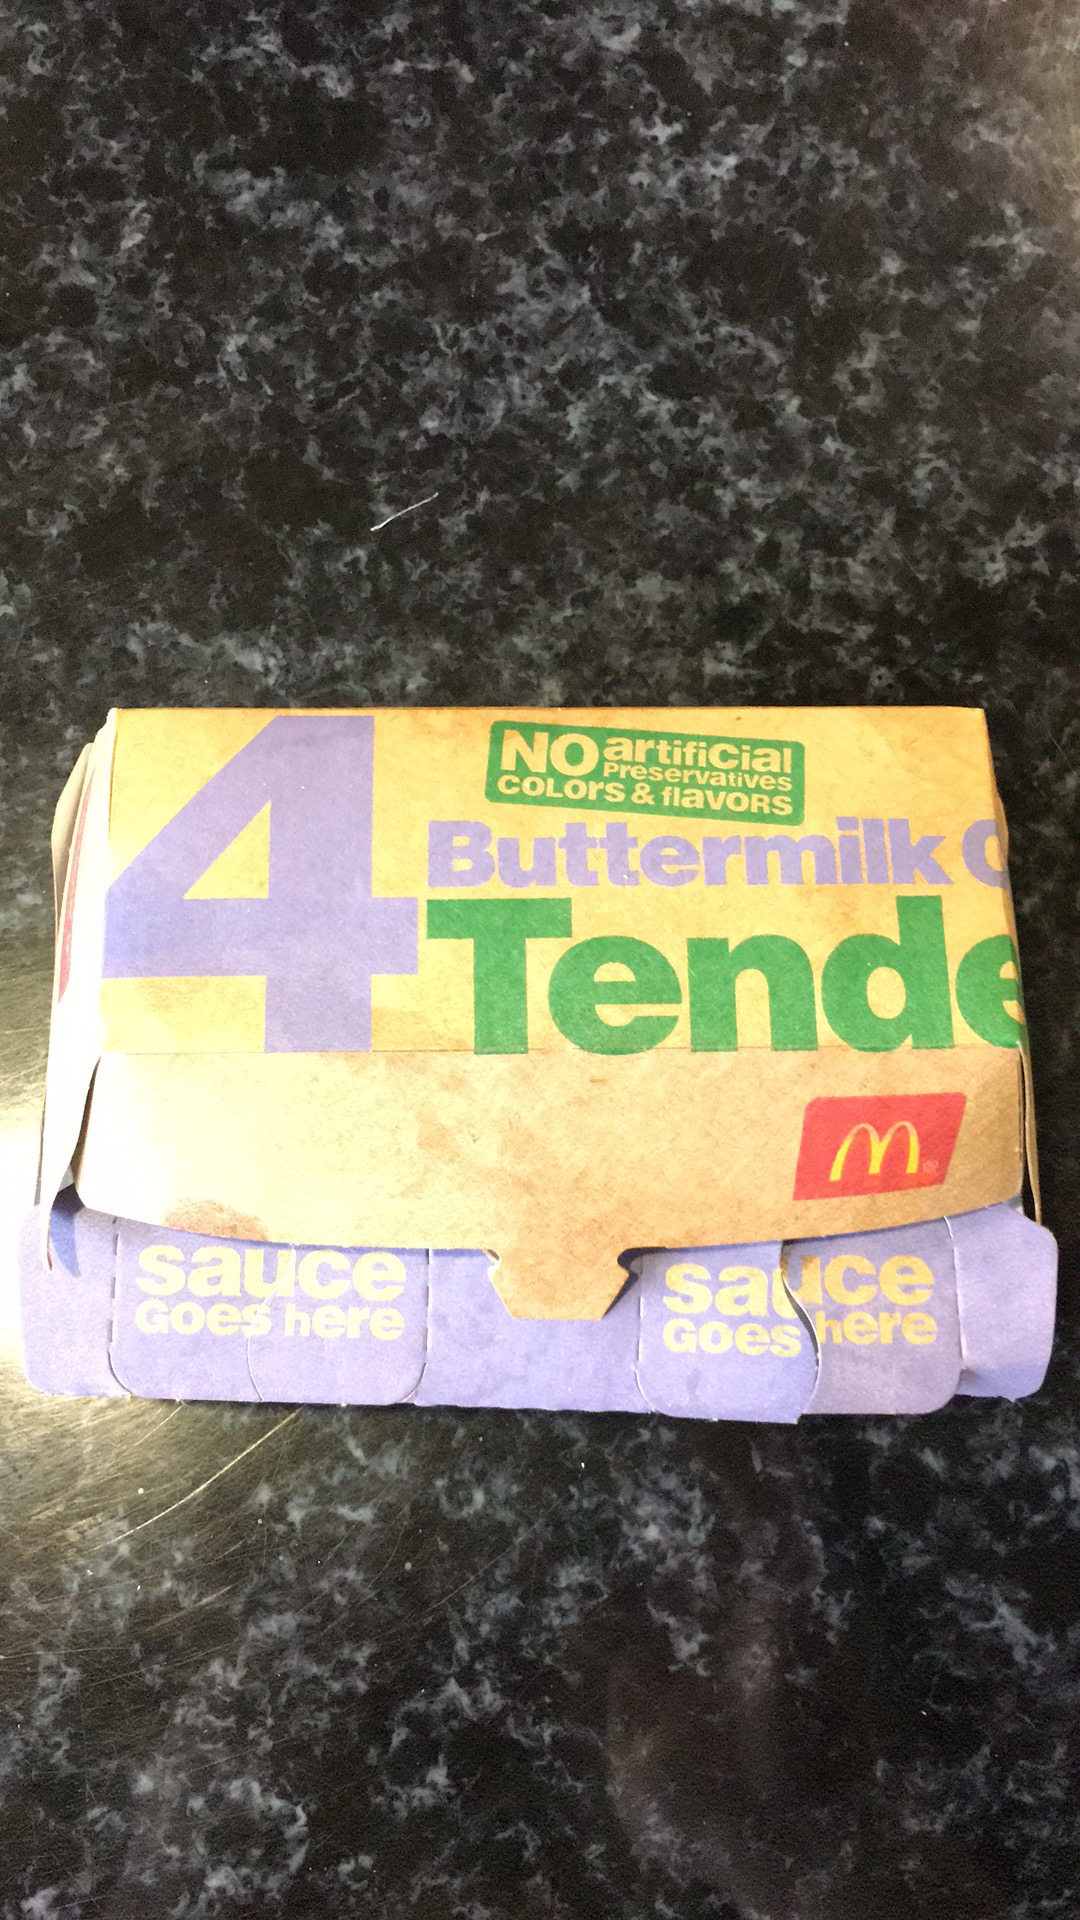 4
NO artificial
Preservatives
COLORS & flavors
Buttermilk C
Tende
sauce
Goes here
sauce
Goes here